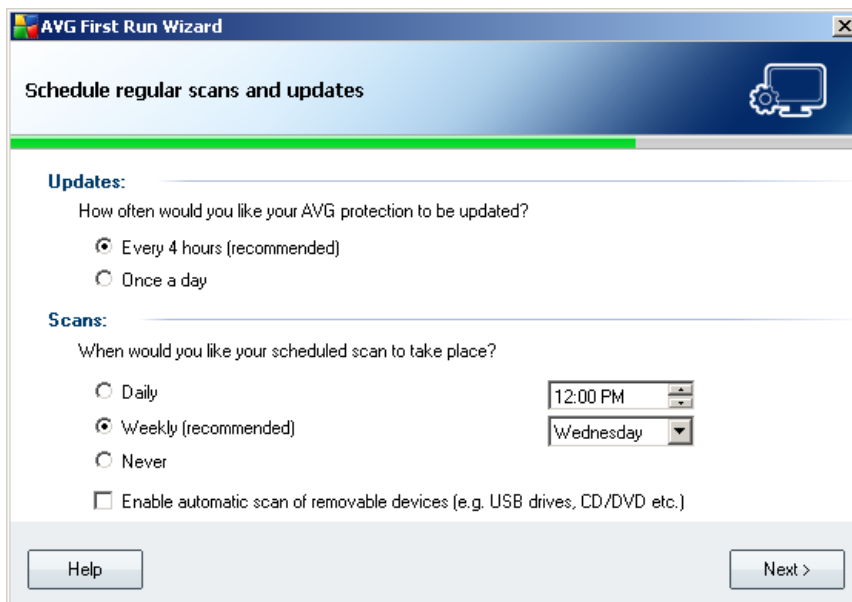 AVG First Run Wizard
Schedule regular scans and updates
Updates:
How often would you like your AVG protection to be updated?
Every 4 hours (recommended)
Once a day
Scans:
When would you like your scheduled scan to take place?
Daily
12:00 PM
Weekly (recommended)
Wednesday
Never
Enable automatic scan of removable devices (e.g. USB drives, CD/DVD etc.)
Help
Next >